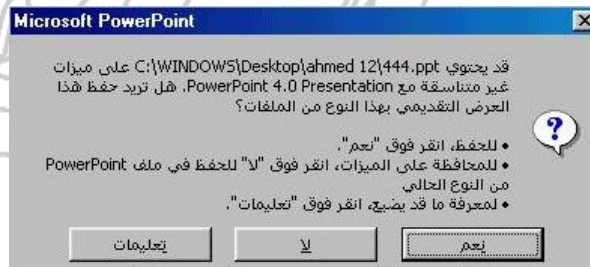 Microsoft PowerPoint
قد يحتوي C:\WINDOWS\Desktop\ahmed 12\444.ppt على ميزات
غير متناسقة مع PowerPoint 4.0 Presentation. هل تريد حفظ هذا
العرض التقديمي بهذا النوع من الملفات؟
• للحفظ، انقر فوق "نعم".
• للمحافظة على الميزات، انقر فوق "لا" للحفظ في ملف PowerPoint
من النوع الحالي
• لمعرفة ما قد يضيع، انقر فوق "تعليمات".
نعم
لا
تعليمات